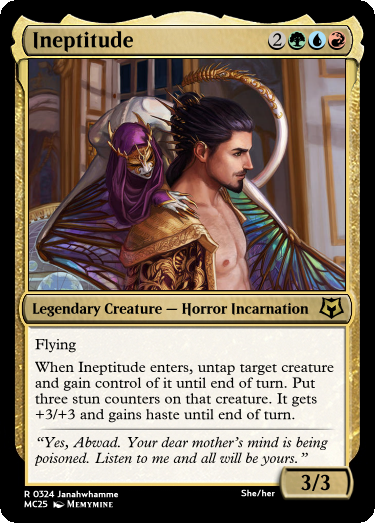 Ineptitude 2
Legendary Creature — Horror Incarnation
Flying
When Ineptitude enters, untap target creature
and gain control of it until end of turn. Put
three stun counters on that creature. It gets
+3/+3 and gains haste until end of turn.
“Yes, Abwad. Your dear mother’s mind is being
poisoned. Listen to me and all will be yours.”
3/3
R 0324 Janahwhamme She/her
MC25 Memymine